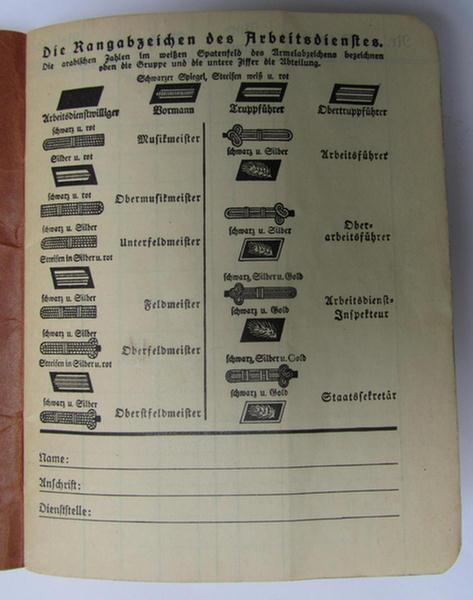 Die Rangabzeichen des Arbeitsdienstes.
Die arabischen Zahlen im weißen Spatenfeld des Armelabzeichens bezeichnen
oben die Gruppe und die untere Ziffer die Abteilung.
Schwarzer Spiegel, Streifen weiß u. rot
Arbeitsdienstwilliger Vormann Truppführer Obertruppführer
schwarz u. rot
Musikmeister
Silber u. rot
schwarz u. rot
Obermusikmeister
schwarz u. Silber
Unterfeldmeister
Streifen in Silber u. rot
schwarz u. Silber
Feldmeister
schwarz u. Silber
Oberfeldmeister
Streifen in Silber u. rot
schwarz u. Silber
Oberstfeldmeister
schwarz u. Silber
Arbeitsführer
schwarz u. Silber
Ober-
arbeitsführer
schwarz, Silber u. Gold
schwarz u. Gold
Arbeitsdienst-
Inspekteur
schwarz, Silber u. Gold
schwarz u. Gold
Staatssekretär
Name:
Anschrift:
Dienststelle: